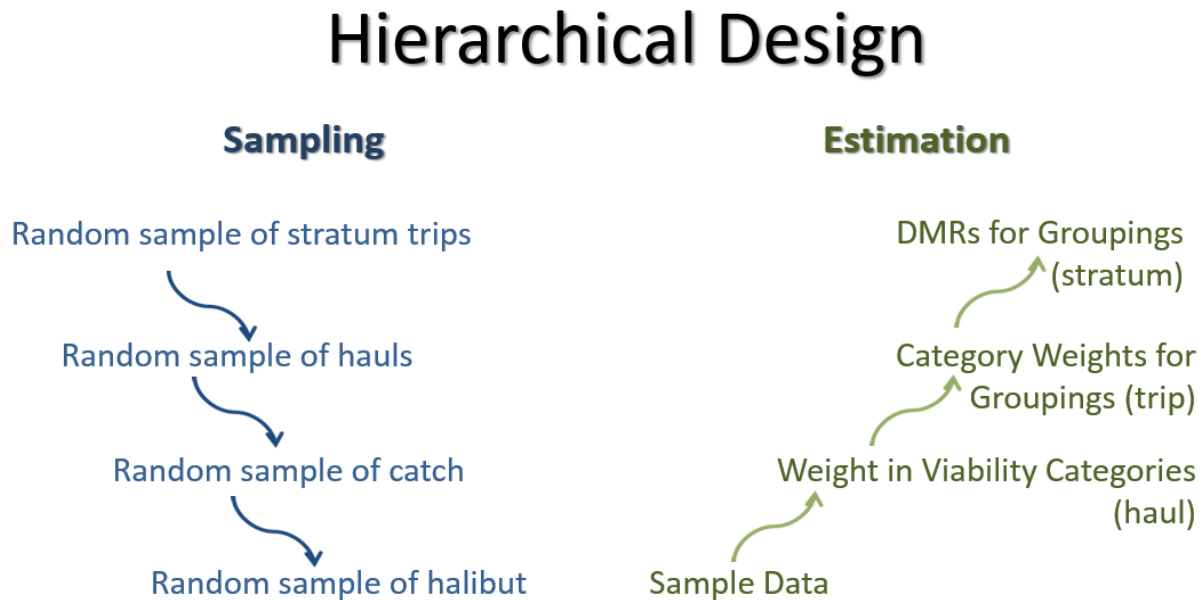 Hierarchical Design
Sampling
Random sample of stratum trips
Random sample of hauls
Random sample of catch
Random sample of halibut
Estimation
DMRs for Groupings
(stratum)
Category Weights for
Groupings (trip)
Weight in Viability Categories
(haul)
Sample Data